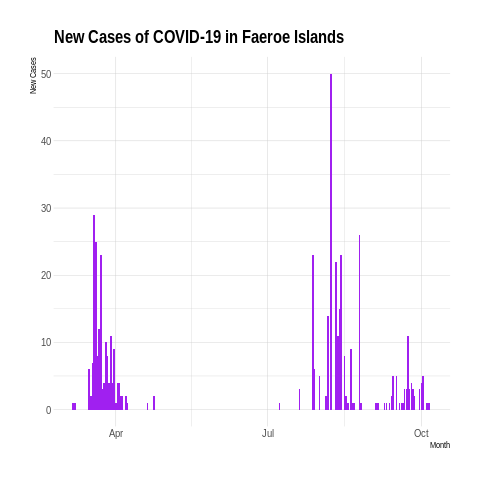 New Cases of COVID-19 in Faeroe Islands
New Cases
50
40
30
20
10
0
Apr
Jul
Oct
Month